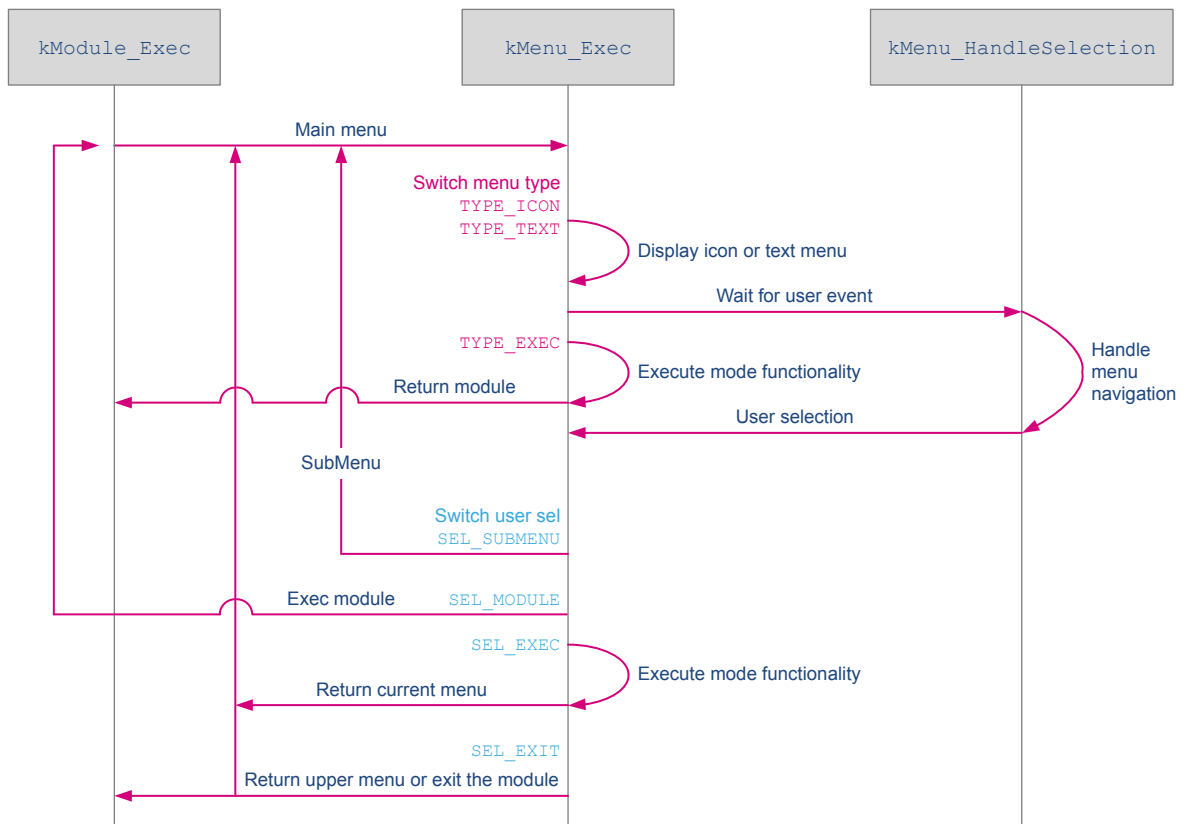 kModule_Exec
kMenu_Exec
kMenu_HandleSelection
Main menu
Switch menu type
TYPE_ICON
TYPE_TEXT
Display icon or text menu
Wait for user event
TYPE_EXEC
Execute mode functionality
Handle
menu
navigation
Return module
User selection
SubMenu
Switch user sel
SEL_SUBMENU
Exec module
SEL_MODULE
SEL_EXEC
Execute mode functionality
Return current menu
SEL_EXIT
Return upper menu or exit the module